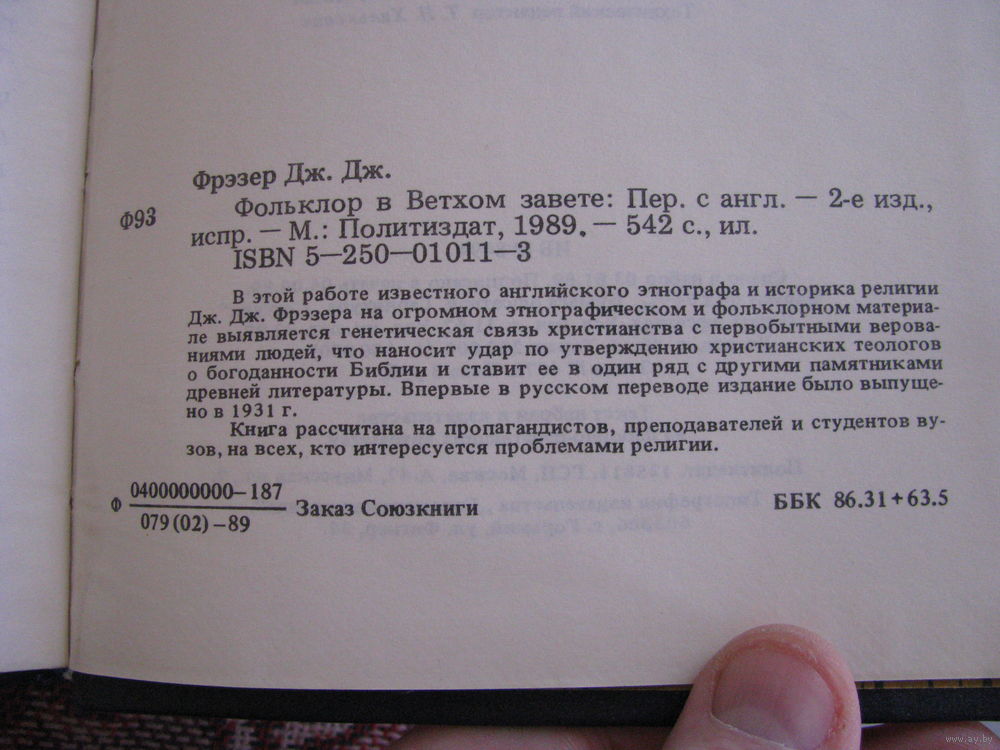 Фрэзер Дж. Дж.
Ф93
Фольклор в Ветхом завете: Пер. с англ. — 2-е изд.,
испр. — М.: Политиздат, 1989. — 542 с., ил.
ISBN 5—250—01011—3
В этой работе известного английского этнографа и историка религии
Дж. Дж. Фрэзера на огромном этнографическом и фольклорном материа-
ле выявляется генетическая связь христианства с первобытными верова-
ниями людей, что наносит удар по утверждению христианских теологов
о богоданности Библии и ставит ее в один ряд с другими памятниками
древней литературы. Впервые в русском переводе издание было выпуще-
но в 1931 г.
Книга рассчитана на пропагандистов, преподавателей и студентов ву-
зов, на всех, кто интересуется проблемами религии.
Ф 0400000000—187
079(02)—89
Заказ Союзкниги
ББК 86.31+63.5
www.ay.by